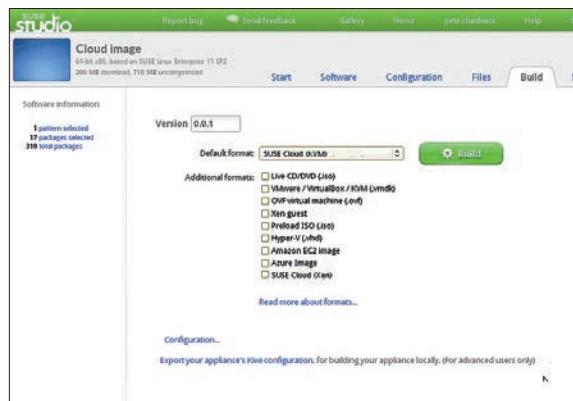 SUSE
studio
Report bug
Send feedback
Gallery
Home
pete chadwick
Help
Cloud image
64-bit x86, based on SUSE Linux Enterprise 11 SP2
200 MB download, 710 MB uncompressed
Start
Software
Configuration
Files
Build
Software information
1 pattern selected
17 packages selected
319 total packages
Version 0.0.1
Default format: SUSE Cloud (KVM)
Build
Additional formats:
Live CD/DVD (.iso)
VMware / VirtualBox / KVM (.vmdk)
OVF virtual machine (.ovf)
Xen guest
Preload ISO (.iso)
Hyper-V (.vhd)
Amazon EC2 image
Azure Image
SUSE Cloud (Xen)
Read more about formats...
Configuration...
Export your appliance's Kiwi configuration. for building your appliance locally. (For advanced users only)